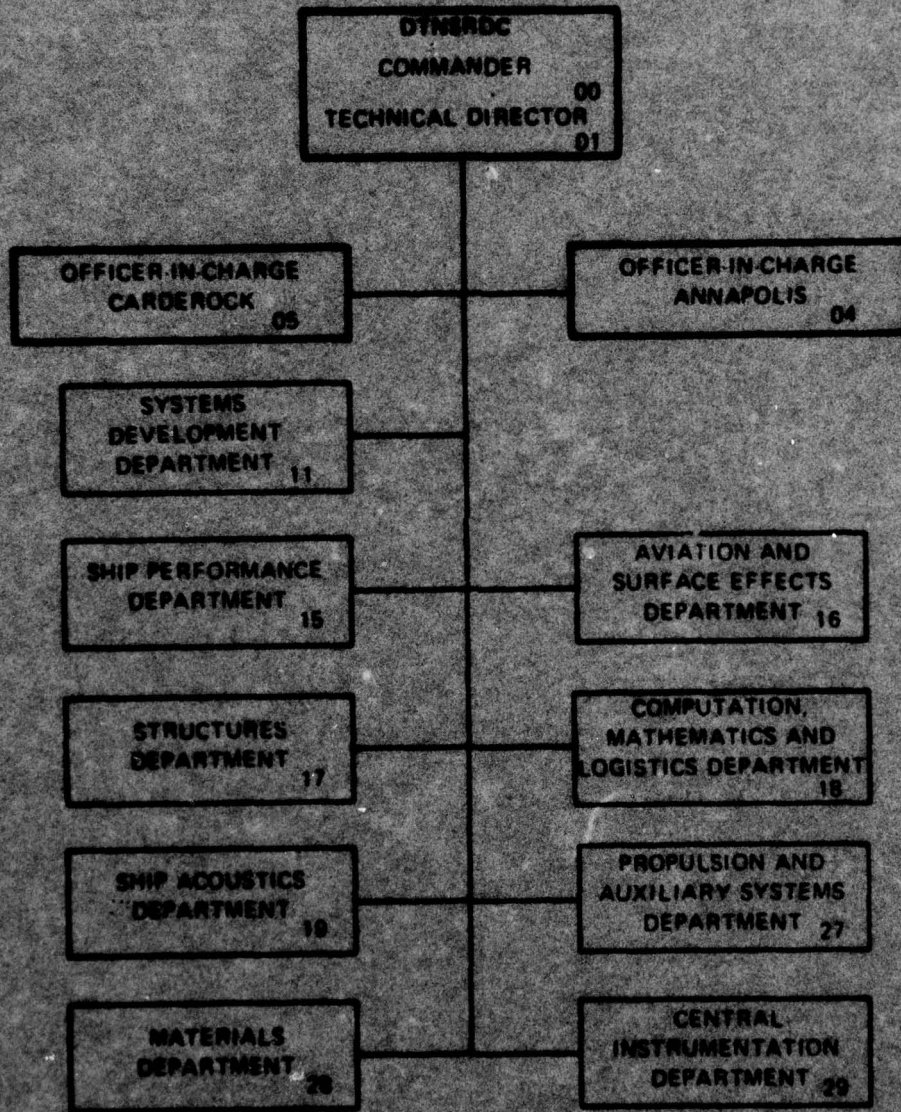 DTNSRDC
COMMANDER
00
TECHNICAL DIRECTOR
01
OFFICER-IN-CHARGE
CARDEROCK
05
OFFICER-IN-CHARGE
ANNAPOLIS
04
SYSTEMS
DEVELOPMENT
DEPARTMENT
11
SHIP PERFORMANCE
DEPARTMENT
15
AVIATION AND
SURFACE EFFECTS
DEPARTMENT
16
STRUCTURES
DEPARTMENT
17
COMPUTATION,
MATHEMATICS AND
LOGISTICS DEPARTMENT
18
SHIP ACOUSTICS
DEPARTMENT
19
PROPULSION AND
AUXILIARY SYSTEMS
DEPARTMENT
27
MATERIALS
DEPARTMENT
28
CENTRAL
INSTRUMENTATION
DEPARTMENT
29